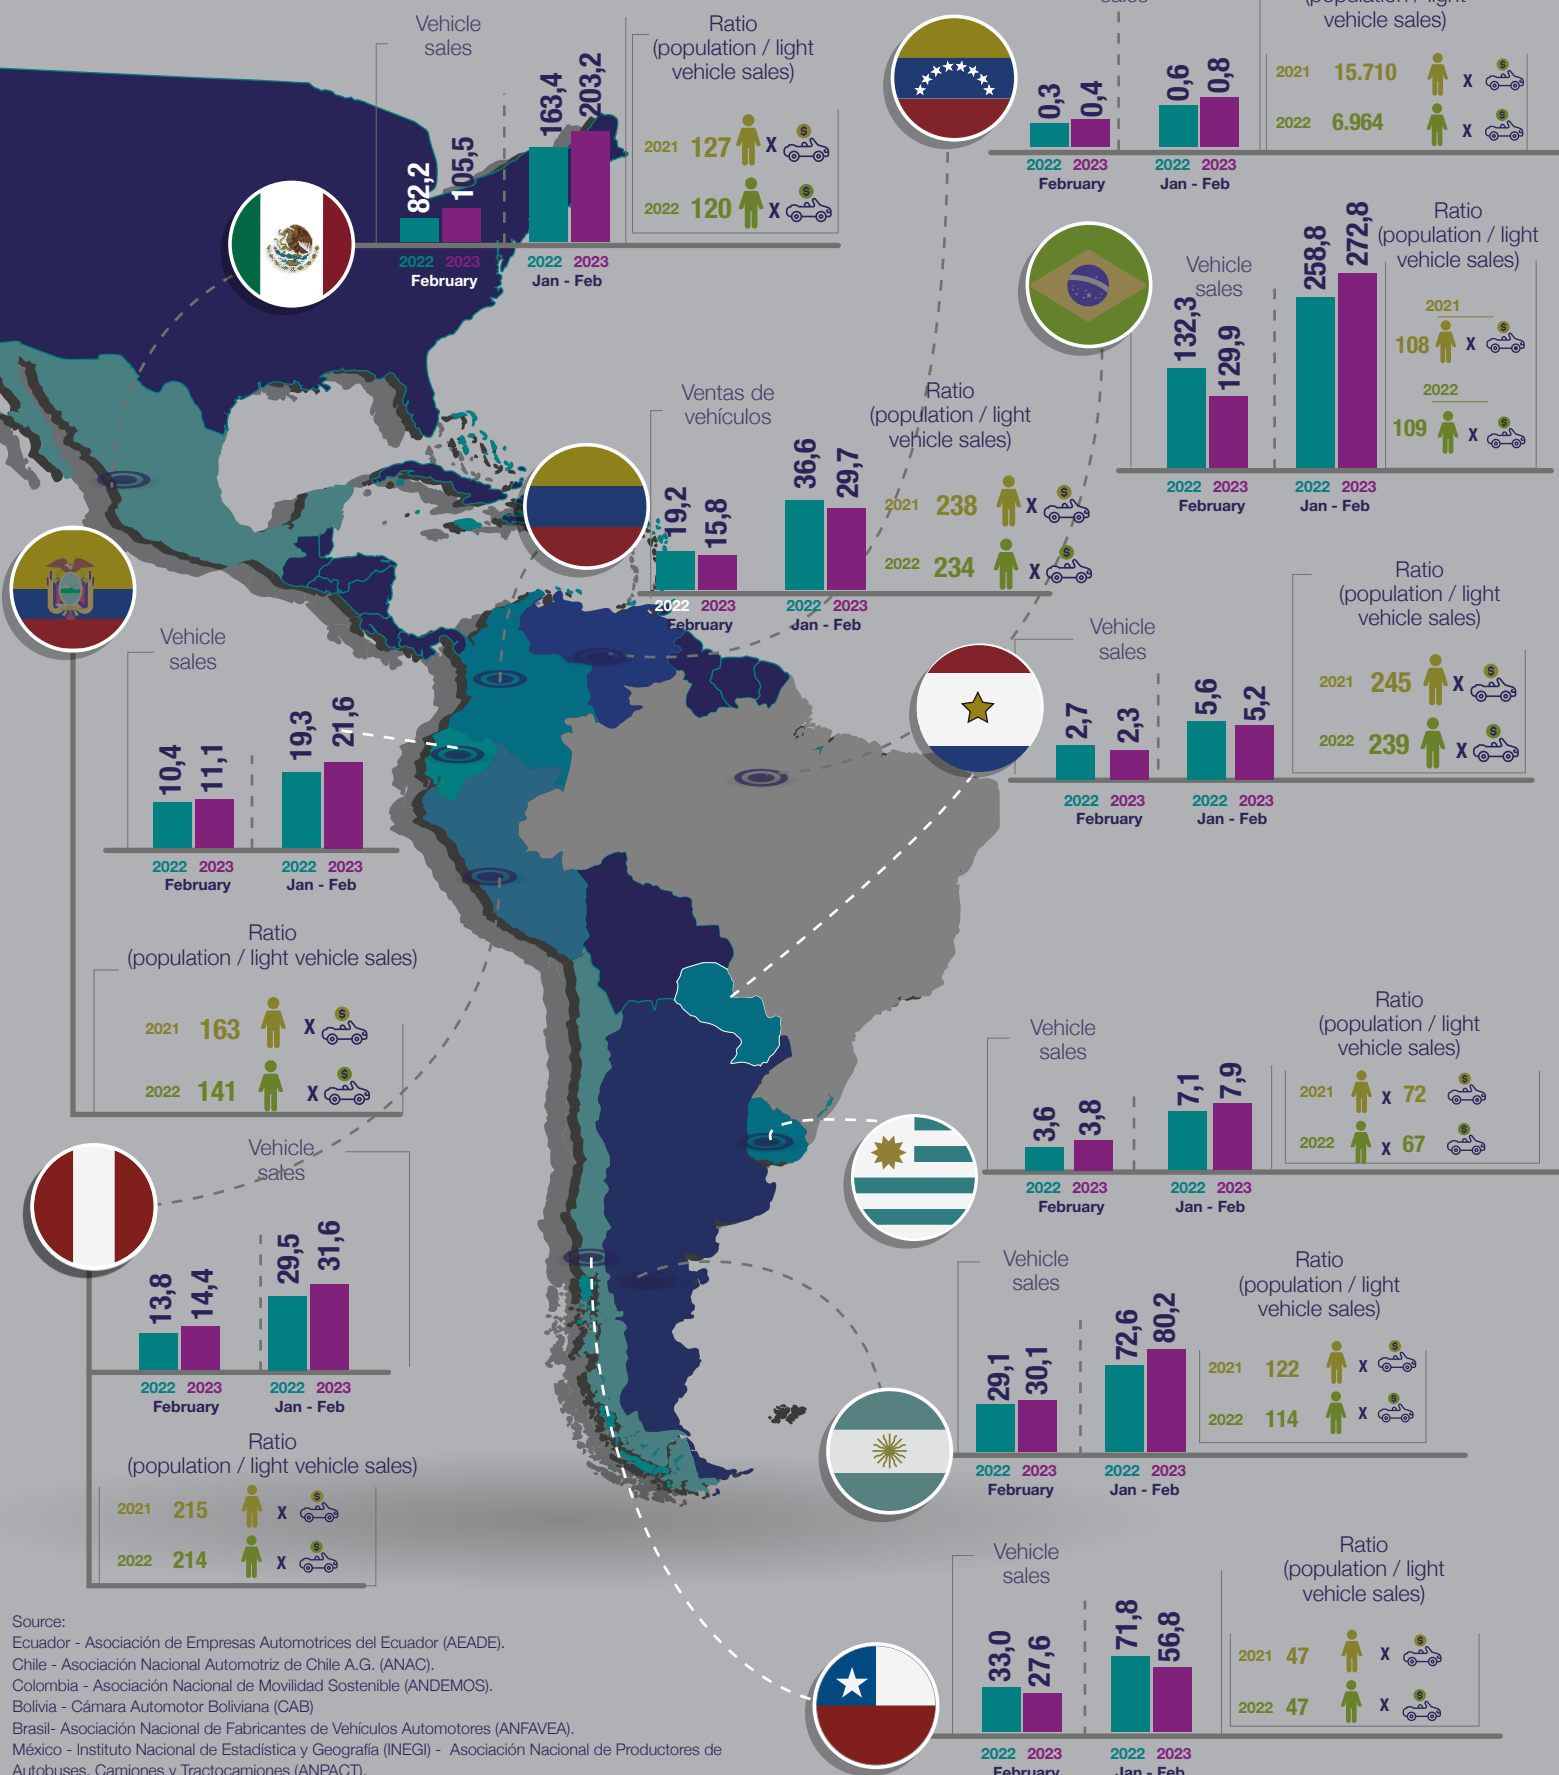 Vehicle
sales
82,2
105,5
163,4
203,2
2022 2023
February
2022 2023
Jan - Feb
Ratio
(population / light
vehicle sales)
2021 127 X $
2022 120 X $
sales
0,3
0,4
0,6
0,8
2022 2023
February
2022 2023
Jan - Feb
(population / light
vehicle sales)
2021 15.710 X $
2022 6.964 X $
Vehicle
sales
132,3
129,9
258,8
272,8
2022 2023
February
2022 2023
Jan - Feb
Ratio
(population / light
vehicle sales)
2021
108 X $
2022
109 X $
Ventas de
vehículos
19,2
15,8
36,6
29,7
2022 2023
February
2022 2023
Jan - Feb
Ratio
(population / light
vehicle sales)
2021 238 X $
2022 234 X $
Vehicle
sales
10,4
11,1
19,3
21,6
2022 2023
February
2022 2023
Jan - Feb
Ratio
(population / light vehicle sales)
2021 163 X $
2022 141 X $
Vehicle
sales
2,7
2,3
5,6
5,2
2022 2023
February
2022 2023
Jan - Feb
Ratio
(population / light
vehicle sales)
2021 245 X $
2022 239 X $
Vehicle
sales
3,6
3,8
7,1
7,9
2022 2023
February
2022 2023
Jan - Feb
Ratio
(population / light
vehicle sales)
2021 X 72 $
2022 X 67 $
Vehicle
sales
13,8
14,4
29,5
31,6
2022 2023
February
2022 2023
Jan - Feb
Ratio
(population / light vehicle sales)
2021 215 X $
2022 214 X $
Vehicle
sales
29,1
30,1
72,6
80,2
2022 2023
February
2022 2023
Jan - Feb
Ratio
(population / light
vehicle sales)
2021 122 X $
2022 114 X $
Vehicle
sales
33,0
27,6
71,8
56,8
2022 2023
February
2022 2023
Jan - Feb
Ratio
(population / light
vehicle sales)
2021 47 X $
2022 47 X $
Source:
Ecuador - Asociación de Empresas Automotrices del Ecuador (AEADE).
Chile - Asociación Nacional Automotriz de Chile A.G. (ANAC).
Colombia - Asociación Nacional de Movilidad Sostenible (ANDEMOS).
Bolivia - Cámara Automotor Boliviana (CAB)
Brasil- Asociación Nacional de Fabricantes de Vehículos Automotores (ANFAVEA).
México - Instituto Nacional de Estadística y Geografía (INEGI) - Asociación Nacional de Productores de
Autobuses, Camiones y Tractocamiones (ANPACT).